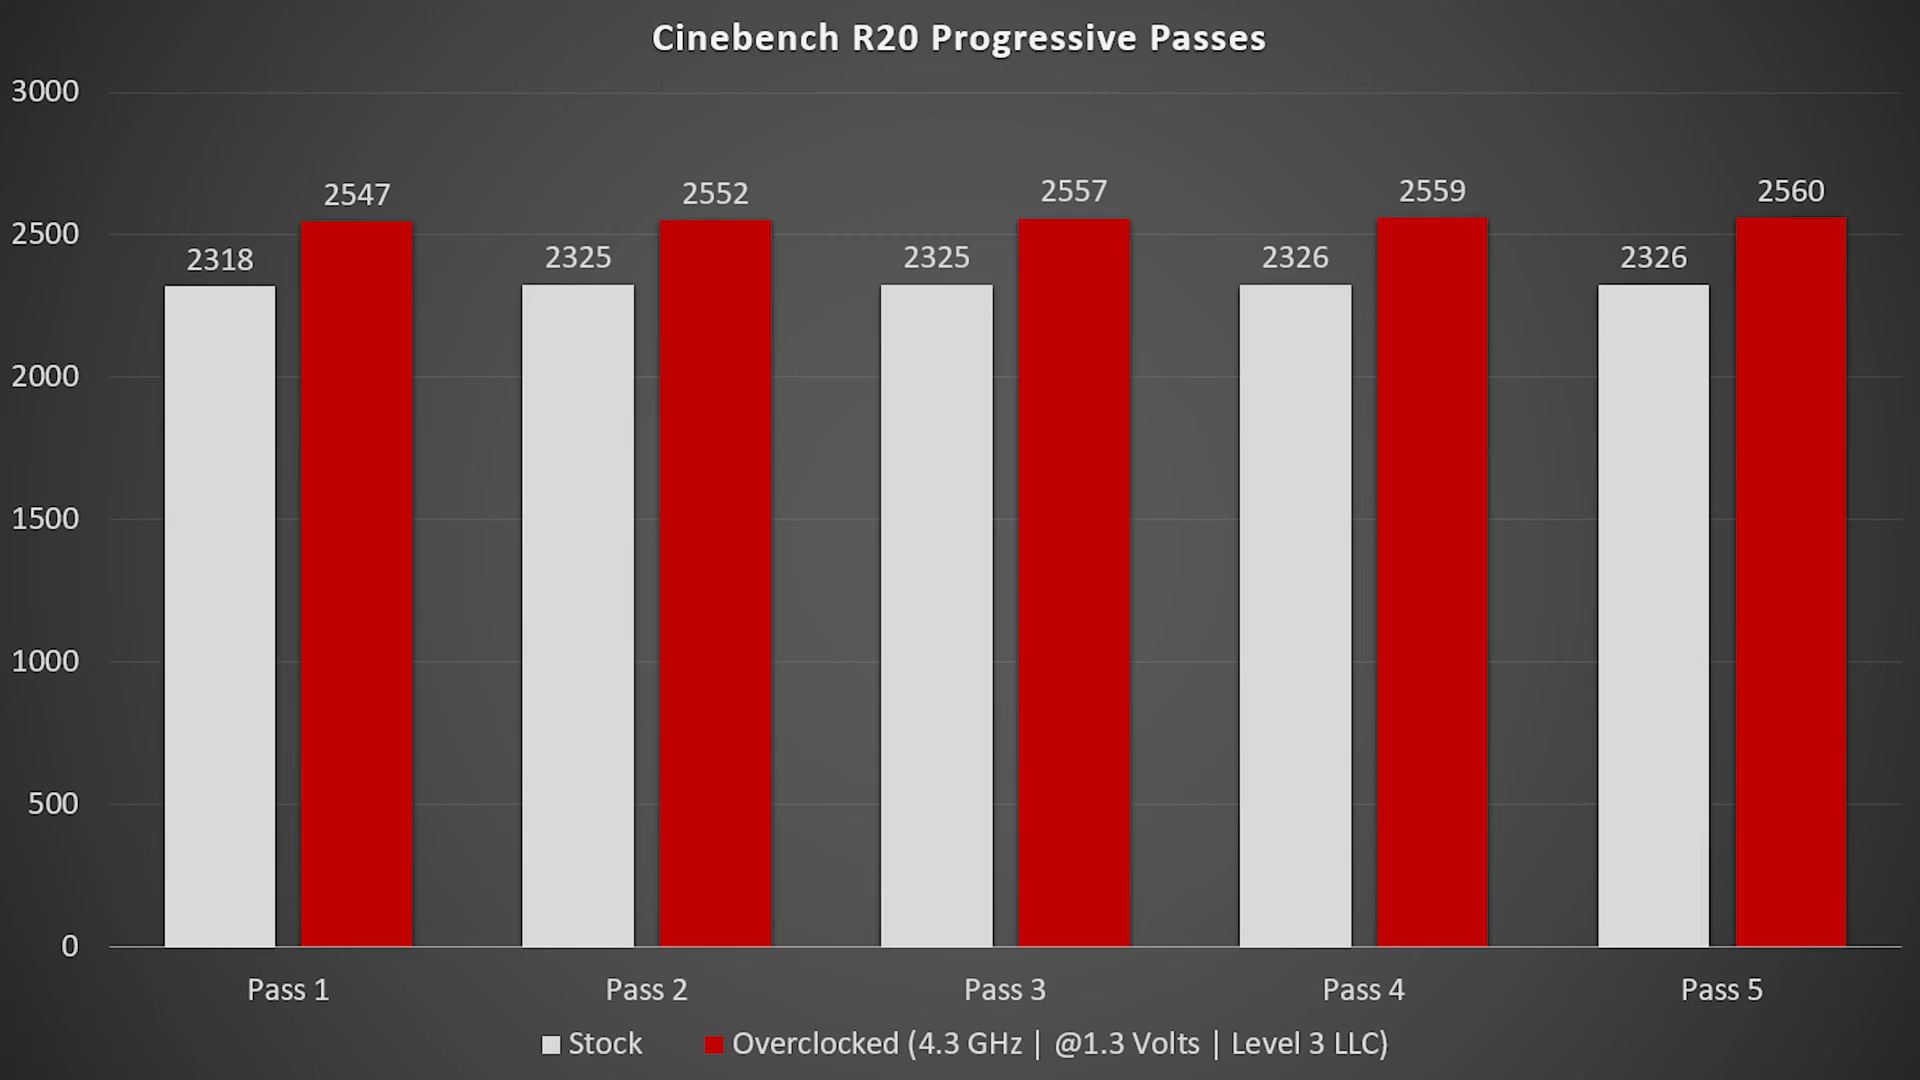 Cinebench R20 Progressive Passes
3000
2500
2000
1500
1000
500
0
2318
2547
2325
2552
2325
2557
2326
2559
2326
2560
Pass 1
Pass 2
Pass 3
Pass 4
Pass 5
Stock
Overclocked (4.3 GHz | @1.3 Volts | Level 3 LLC)